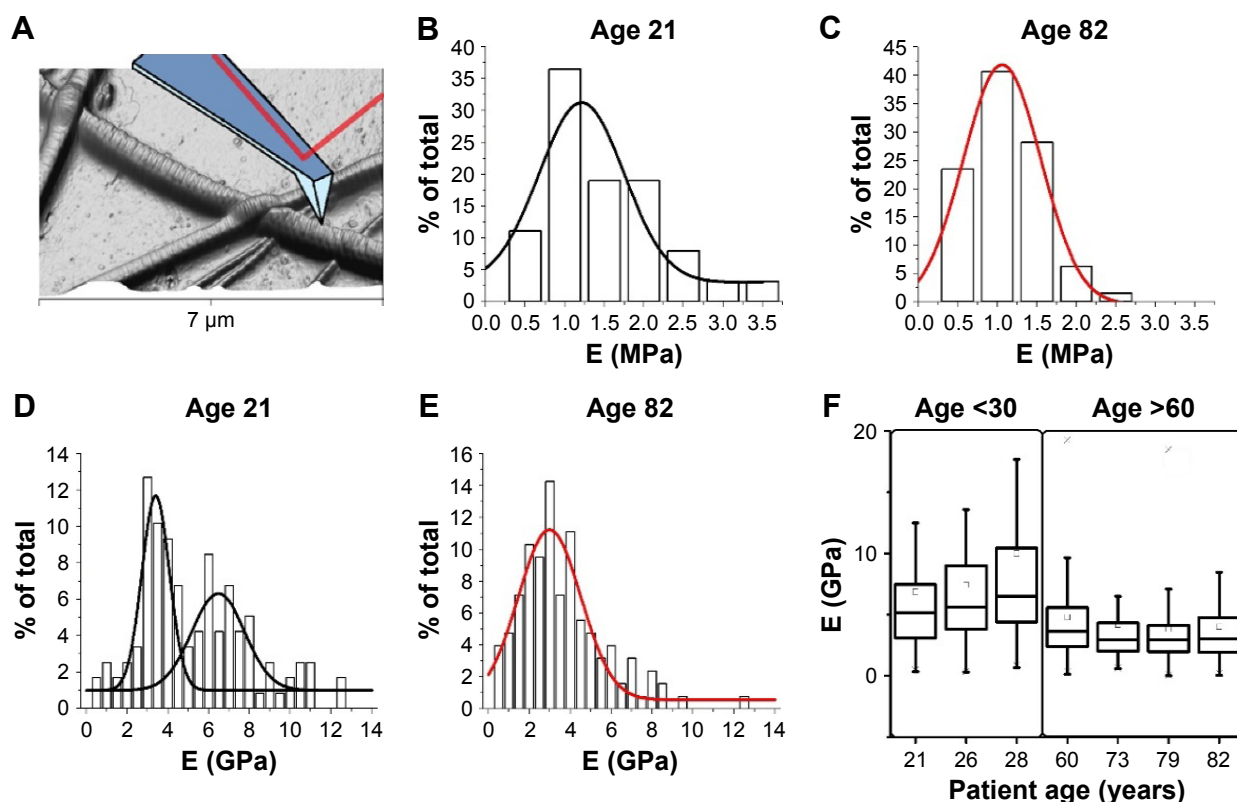 A
7 µm
B
Age 21
40
35
30
25
20
15
10
5
0
% of total
0.0 0.5 1.0 1.5 2.0 2.5 3.0 3.5
E (MPa)
C
Age 82
45
40
35
30
25
20
15
10
5
0
% of total
0.0 0.5 1.0 1.5 2.0 2.5 3.0 3.5
E (MPa)
D
Age 21
14
12
10
8
6
4
2
0
% of total
0 2 4 6 8 10 12 14
E (GPa)
E
Age 82
16
14
12
10
8
6
4
2
0
% of total
0 2 4 6 8 10 12 14
E (GPa)
F
Age <30 Age >60
20
10
0
E (GPa)
21 26 28 60 73 79 82
Patient age (years)